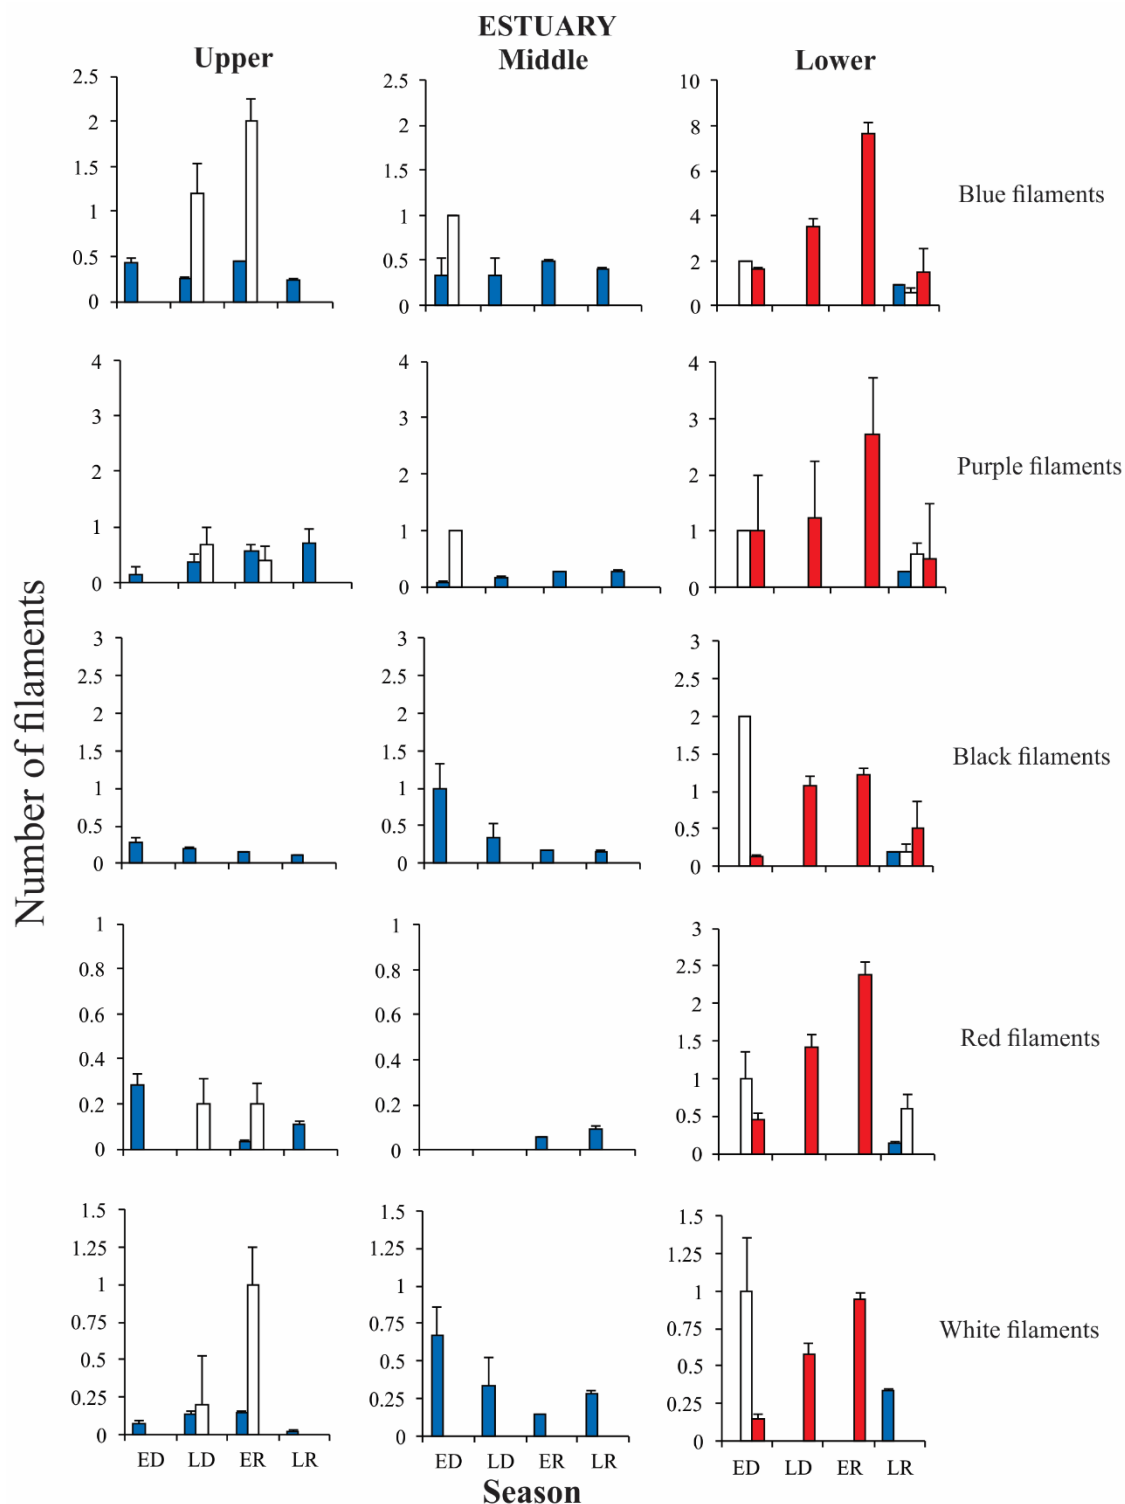 ESTUARY
Upper Middle Lower
2.5 2 1.5 1 0.5 0
2.5 2 1.5 1 0.5 0
10 8 6 4 2 0
Blue filaments
4 3 2 1 0
4 3 2 1 0
4 3 2 1 0
Purple filaments
Number of filaments
3 2.5 2 1.5 1 0.5 0
3 2.5 2 1.5 1 0.5 0
3 2.5 2 1.5 1 0.5 0
Black filaments
1 0.8 0.6 0.4 0.2 0
1 0.8 0.6 0.4 0.2 0
3 2.5 2 1.5 1 0.5 0
Red filaments
1.5 1.25 1 0.75 0.5 0.25 0
1.5 1.25 1 0.75 0.5 0.25 0
1.5 1.25 1 0.75 0.5 0.25 0
White filaments
ED LD ER LR ED LD ER LR ED LD ER LR
Season